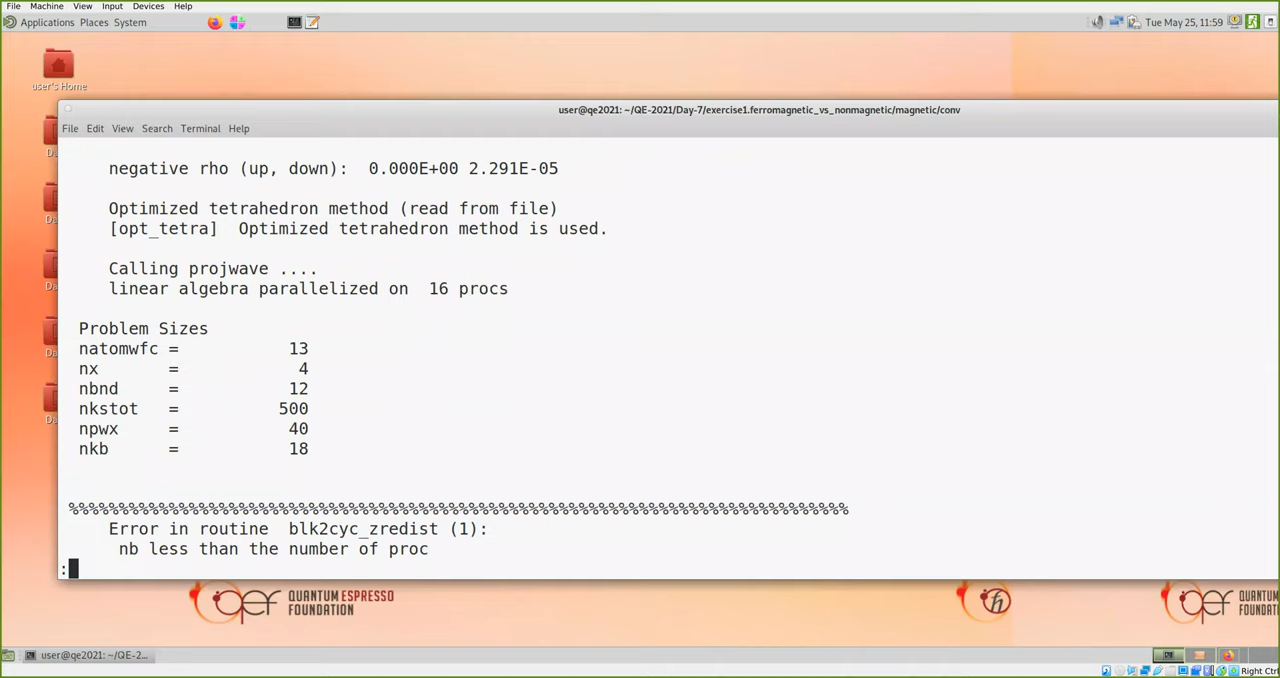 File Machine View Input Devices Help
Applications Places System
Tue May 25, 11:59
user's Home
user@qe2021: ~/QE-2021/Day-7/exercise1.ferromagnetic_vs_nonmagnetic/magnetic/conv
File Edit View Search Terminal Help
negative rho (up, down):  0.000E+00 2.291E-05
Optimized tetrahedron method (read from file)
[opt_tetra]  Optimized tetrahedron method is used.
Calling projwave ....
linear algebra parallelized on  16 procs
Problem Sizes
natomwfc =           13
nx       =            4
nbnd     =           12
nkstot   =          500
npwx     =           40
nkb      =           18
%%%%%%%%%%%%%%%%%%%%%%%%%%%%%%%%%%%%%%%%%%%%%%%%%%%%%%%%%%%%%%%%%%%%%%%%%%%%%%%%
Error in routine  blk2cyc_zredist (1):
nb less than the number of proc
:
qef QUANTUM ESPRESSO
FOUNDATION
qef
user@qe2021: ~/QE-2...
Right Ctrl